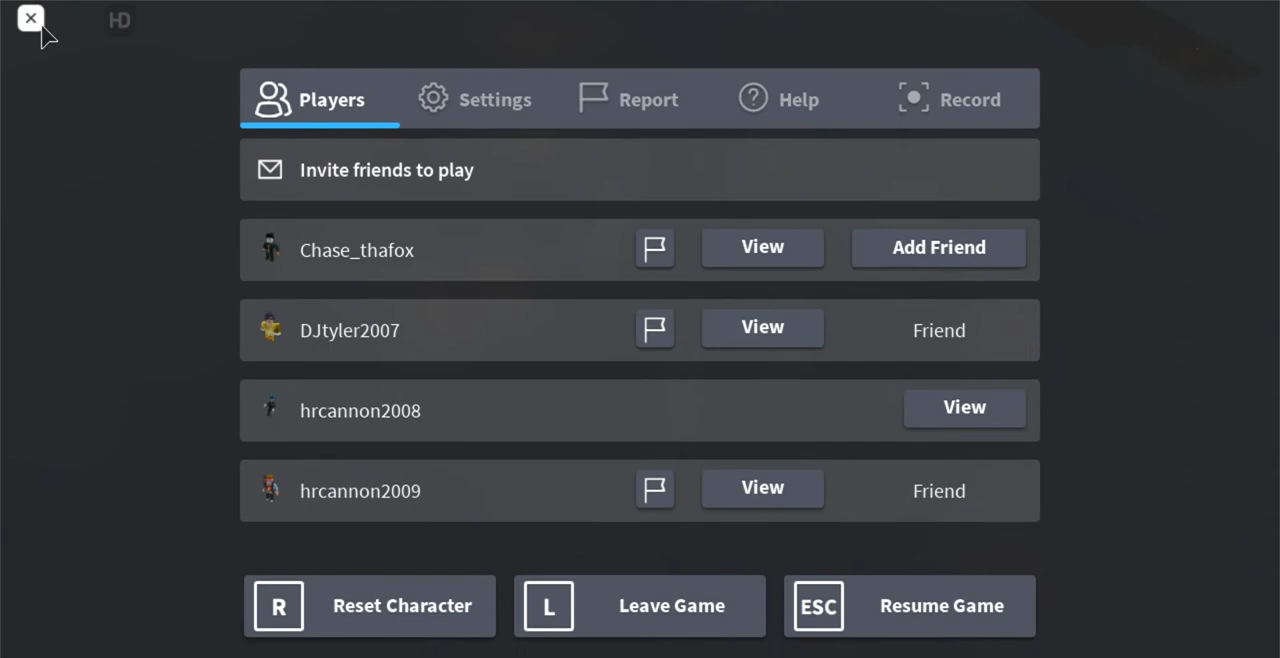 HD
Players Settings Report Help Record
Invite friends to play
Chase_thafox View Add Friend
DJtyler2007 View Friend
hrcannon2008 View
hrcannon2009 View Friend
R Reset Character L Leave Game ESC Resume Game